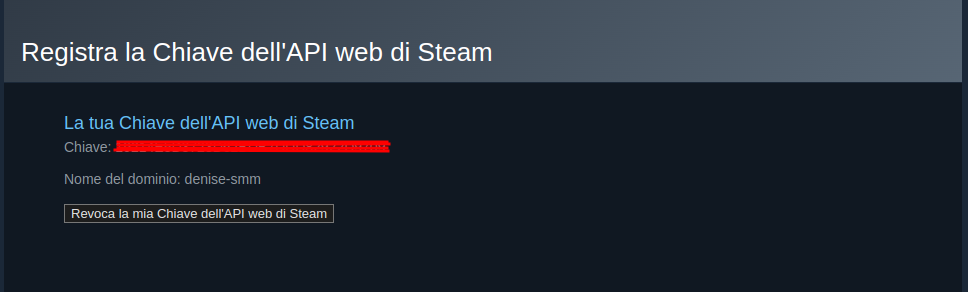 Registra la Chiave dell'API web di Steam
La tua Chiave dell'API web di Steam
Chiave:
Nome del dominio: denise-smm
Revoca la mia Chiave dell'API web di Steam